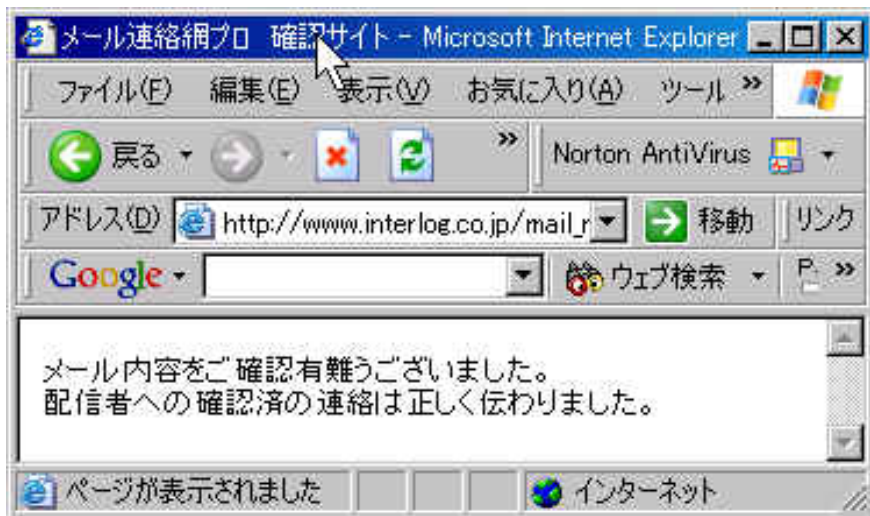 メール連絡網プロ 確認サイト - Microsoft Internet Explorer
ファイル(F) 編集(E) 表示(V) お気に入り(A) ツール »
戻る » Norton AntiVirus
アドレス(D) http://www.interlog.co.jp/mail_r 移動 リンク
Google ウェブ検索 P »
メール内容をご確認有難うございました。
配信者への確認済の連絡は正しく伝わりました。
ページが表示されました インターネット